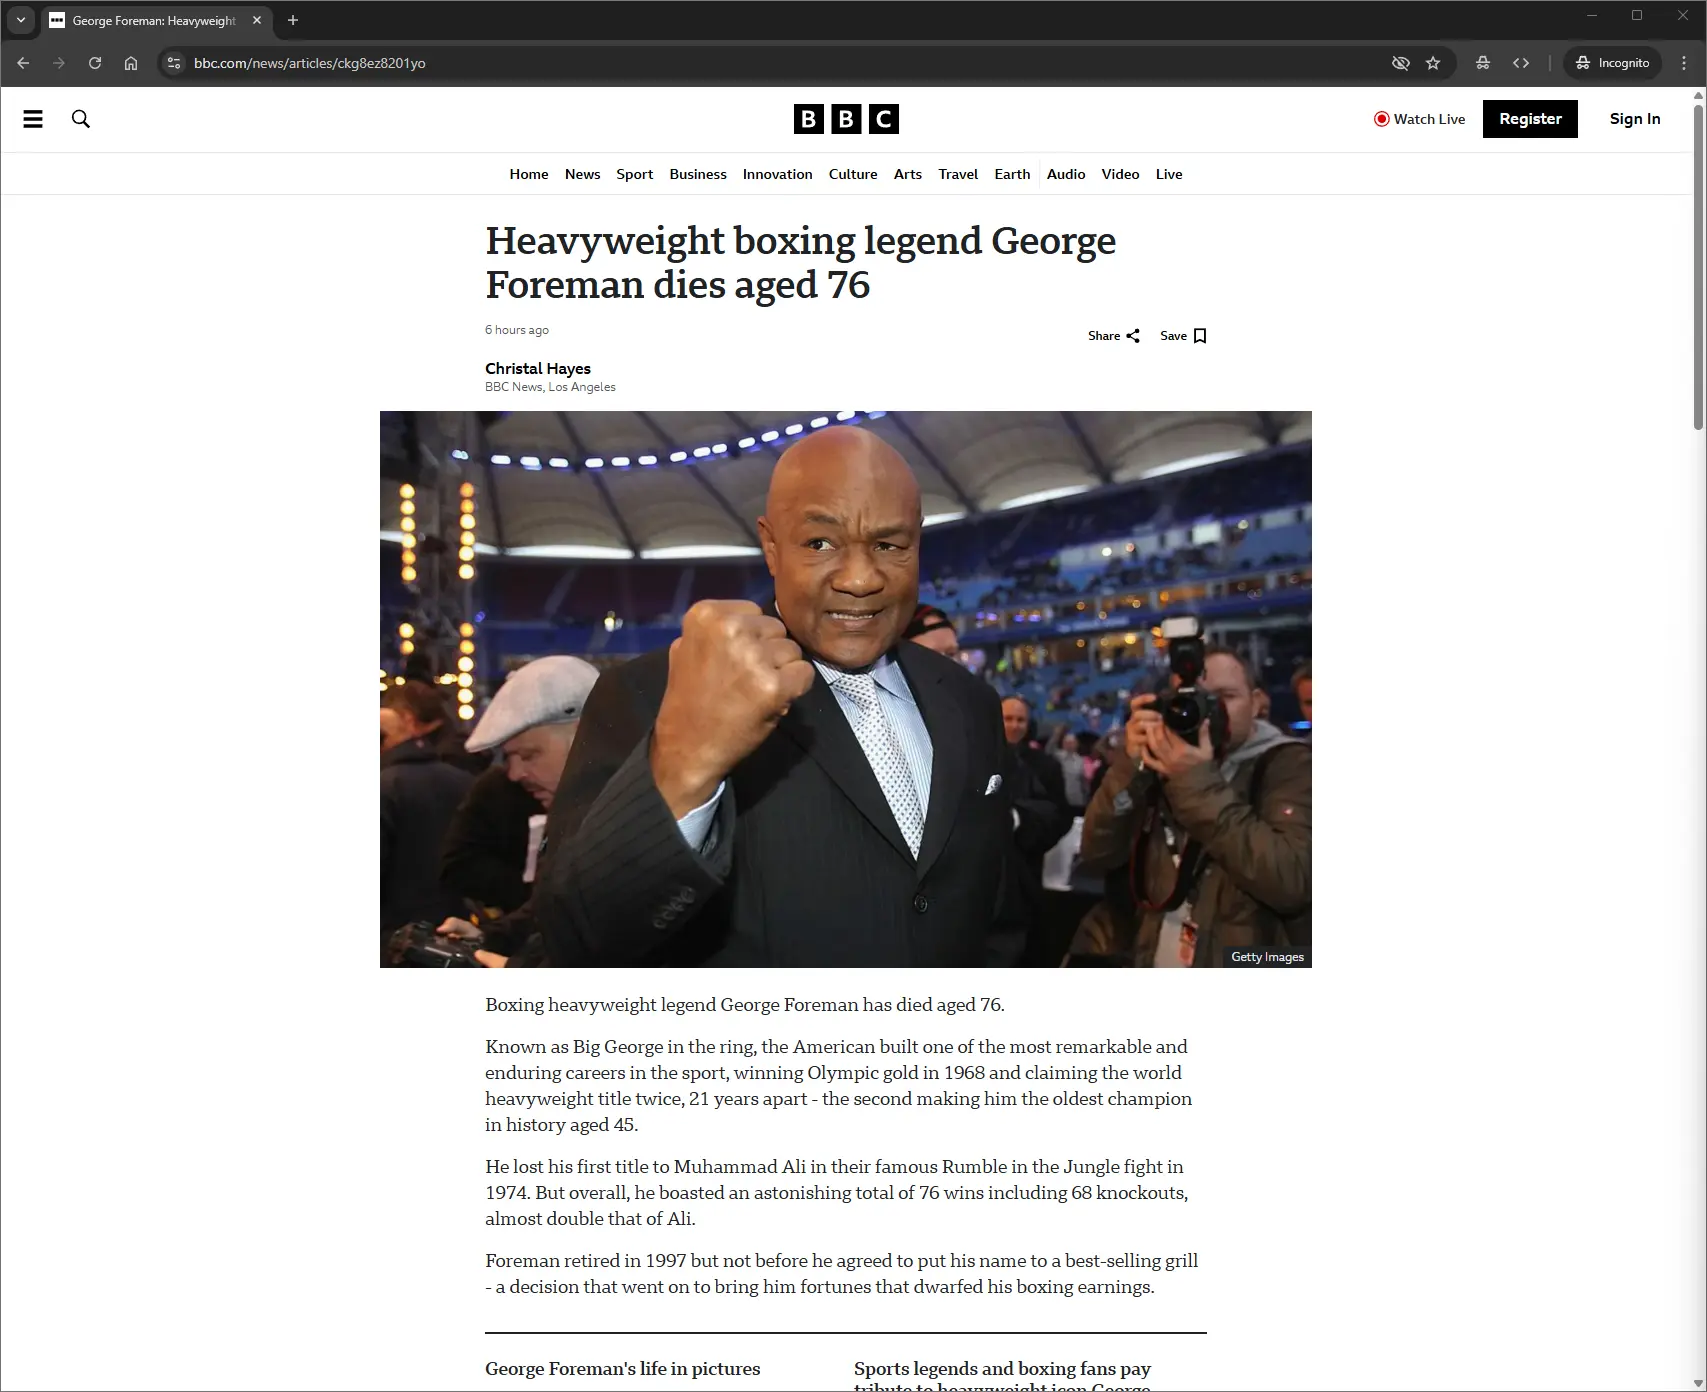 George Foreman: Heavyweight
bbc.com/news/articles/ckg8ez8201yo
Incognito
BBC
Watch Live
Register
Sign In
Home News Sport Business Innovation Culture Arts Travel Earth Audio Video Live
Heavyweight boxing legend George
Foreman dies aged 76
6 hours ago
Share
Save
Christal Hayes
BBC News, Los Angeles
Getty Images
Boxing heavyweight legend George Foreman has died aged 76.
Known as Big George in the ring, the American built one of the most remarkable and
enduring careers in the sport, winning Olympic gold in 1968 and claiming the world
heavyweight title twice, 21 years apart - the second making him the oldest champion
in history aged 45.
He lost his first title to Muhammad Ali in their famous Rumble in the Jungle fight in
1974. But overall, he boasted an astonishing total of 76 wins including 68 knockouts,
almost double that of Ali.
Foreman retired in 1997 but not before he agreed to put his name to a best-selling grill
- a decision that went on to bring him fortunes that dwarfed his boxing earnings.
George Foreman's life in pictures
Sports legends and boxing fans pay
tribute to heavyweight icon George